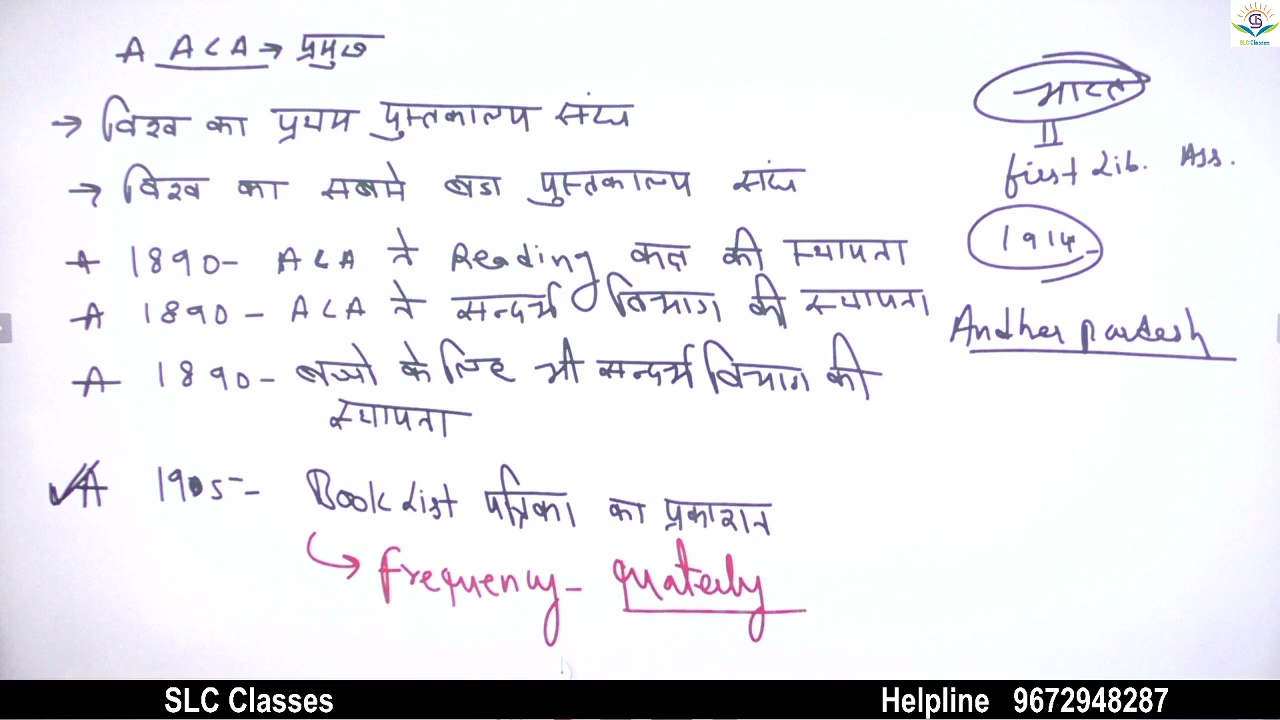 A ALA → प्रमुख
→ विश्व का प्रथम पुस्तकालय संघ
→ विश्व का सबसे बडा पुस्तकालय संघ
A 1890- ALA ने Reading कक्ष की स्थापना
A 1890 - ALA ने सन्दर्भ विभाग की स्थापना
A 1890 - बच्चो के लिए भी सन्दर्भ विभाग की
स्थापना
A 1905 - Book List पत्रिका का प्रकाशन
↳ frequency - quaterly
भारत
first Lib. Ass.
1914 -
Andher pardesh
SLC Classes
SLC Classes Helpline 9672948287